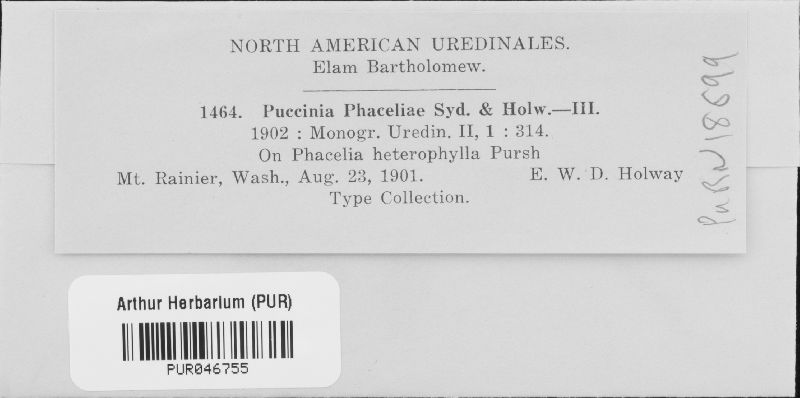 NORTH AMERICAN UREDINALES.
Elam Bartholomew.
1464. Puccinia Phaceliae Syd. & Holw.—III.
1902 : Monogr. Uredin. II, 1 : 314.
On Phacelia heterophylla Pursh
Mt. Rainier, Wash., Aug. 23, 1901. E. W. D. Holway
Type Collection.
PURN18699
Arthur Herbarium (PUR)
PUR046755